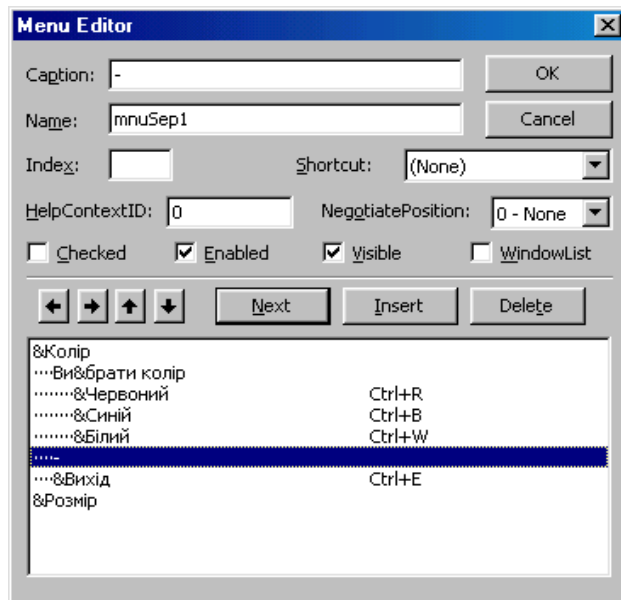 Menu Editor
Caption: -
OK
Name: mnuSep1
Cancel
Index:
Shortcut: (None)
HelpContextID: 0
NegotiatePosition: 0 - None
Checked Enabled Visible WindowList
Next Insert Delete
&Колір
····Ви&брати колір
········&Червоний Ctrl+R
········&Синій Ctrl+B
········&Білий Ctrl+W
····-
····&Вихід Ctrl+E
&Розмір